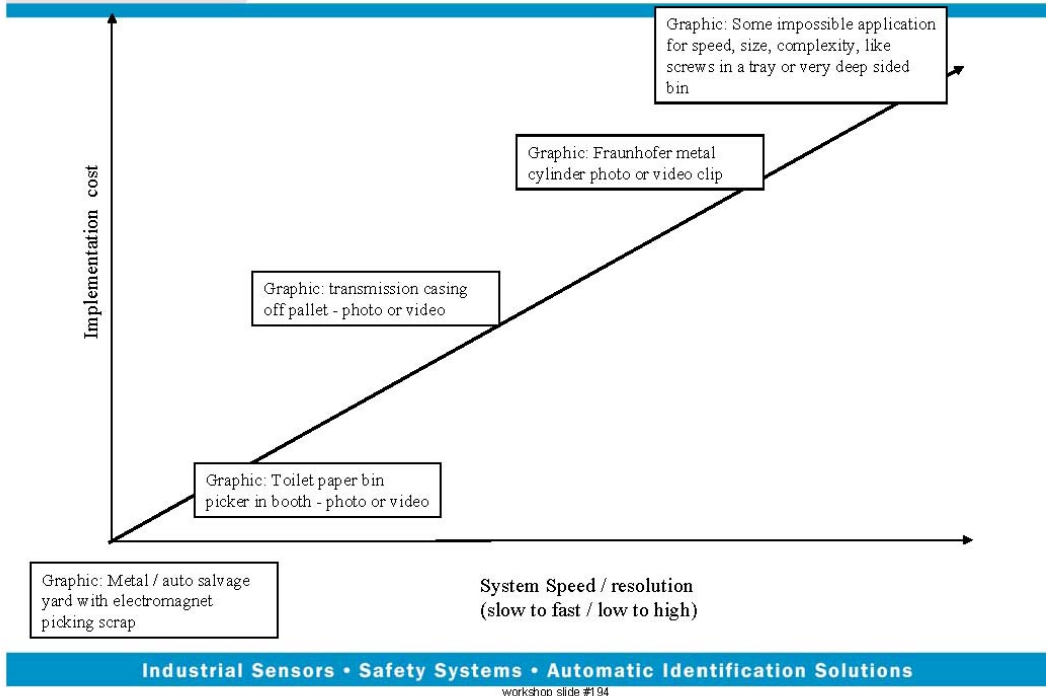 Graphic: Some impossible application
for speed, size, complexity, like
screws in a tray or very deep sided
bin
Graphic: Fraunhofer metal
cylinder photo or video clip
Implementation cost
Graphic: transmission casing
off pallet - photo or video
Graphic: Toilet paper bin
picker in booth - photo or video
Graphic: Metal / auto salvage
yard with electromagnet
picking scrap
System Speed / resolution
(slow to fast / low to high)
Industrial Sensors • Safety Systems • Automatic Identification Solutions
workshop slide #194